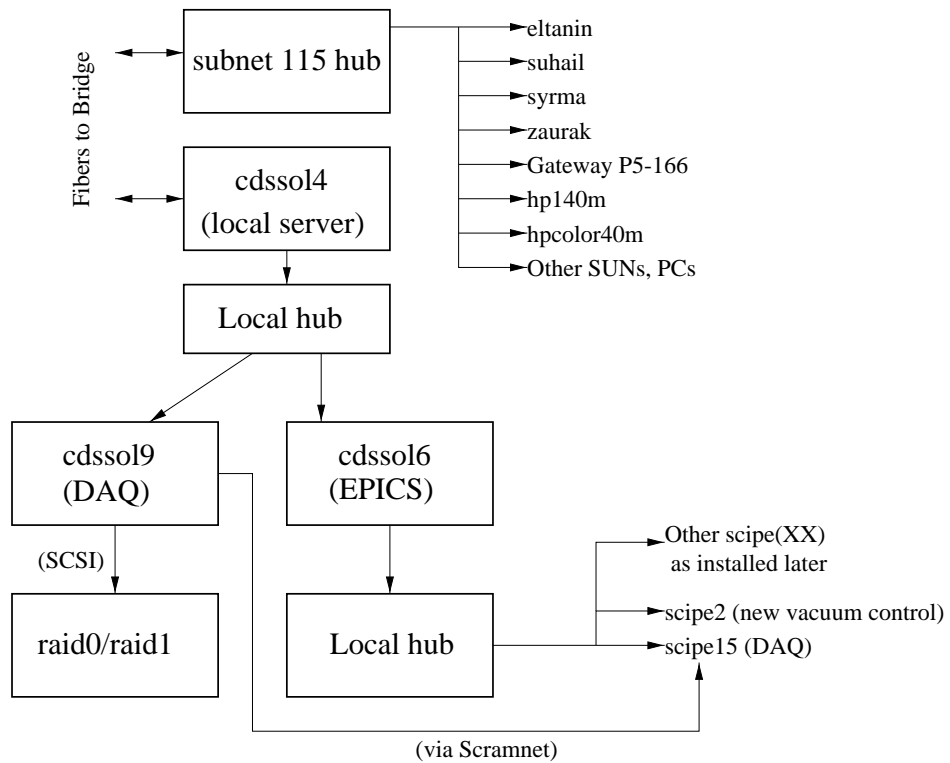 Fibers to Bridge
subnet 115 hub
eltanin
suhail
syrma
zaurak
Gateway P5-166
hp140m
hpcolor40m
Other SUNs, PCs
cdssol4
(local server)
Local hub
cdssol9
(DAQ)
cdssol6
(EPICS)
(SCSI)
raid0/raid1
Local hub
Other scipe(XX)
as installed later
scipe2 (new vacuum control)
scipe15 (DAQ)
(via Scramnet)